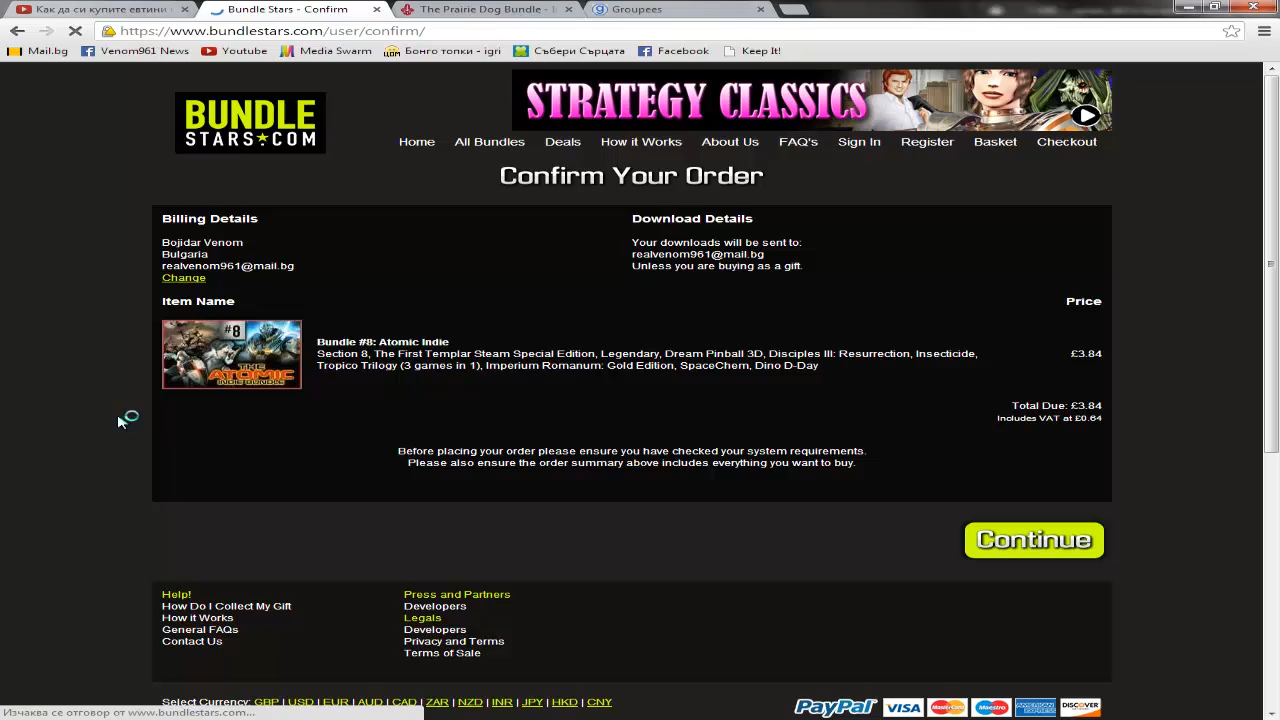 Как да си купите евтини
Bundle Stars - Confirm
The Prairie Dog Bundle - I
Groupees
https://www.bundlestars.com/user/confirm/
Mail.bg
Venom961 News
Youtube
Media Swarm
Бонго топки - igri
Събери Сърцата
Facebook
Keep It!
BUNDLE
STARS★COM
STRATEGY CLASSICS
Home
All Bundles
Deals
How it Works
About Us
FAQ's
Sign In
Register
Basket
Checkout
Confirm Your Order
Billing Details
Bojidar Venom
Bulgaria
realvenom961@mail.bg
Change
Download Details
Your downloads will be sent to:
realvenom961@mail.bg
Unless you are buying as a gift.
Item Name
Price
#8
THE
ATOMIC
INDIE BUNDLE
Bundle #8: Atomic Indie
Section 8, The First Templar Steam Special Edition, Legendary, Dream Pinball 3D, Disciples III: Resurrection, Insecticide,
Tropico Trilogy (3 games in 1), Imperium Romanum: Gold Edition, SpaceChem, Dino D-Day
£3.84
Total Due: £3.84
Includes VAT at £0.64
Before placing your order please ensure you have checked your system requirements.
Please also ensure the order summary above includes everything you want to buy.
Continue
Help!
How Do I Collect My Gift
How it Works
General FAQs
Contact Us
Press and Partners
Developers
Legals
Developers
Privacy and Terms
Terms of Sale
Select Currency: GBP | USD | EUR | AUD | CAD | ZAR | NZD | INR | JPY | HKD | CNY
PayPal
VISA
MasterCard
Maestro
AMERICAN EXPRESS
DISCOVER
Изчаква се отговор от www.bundlestars.com...